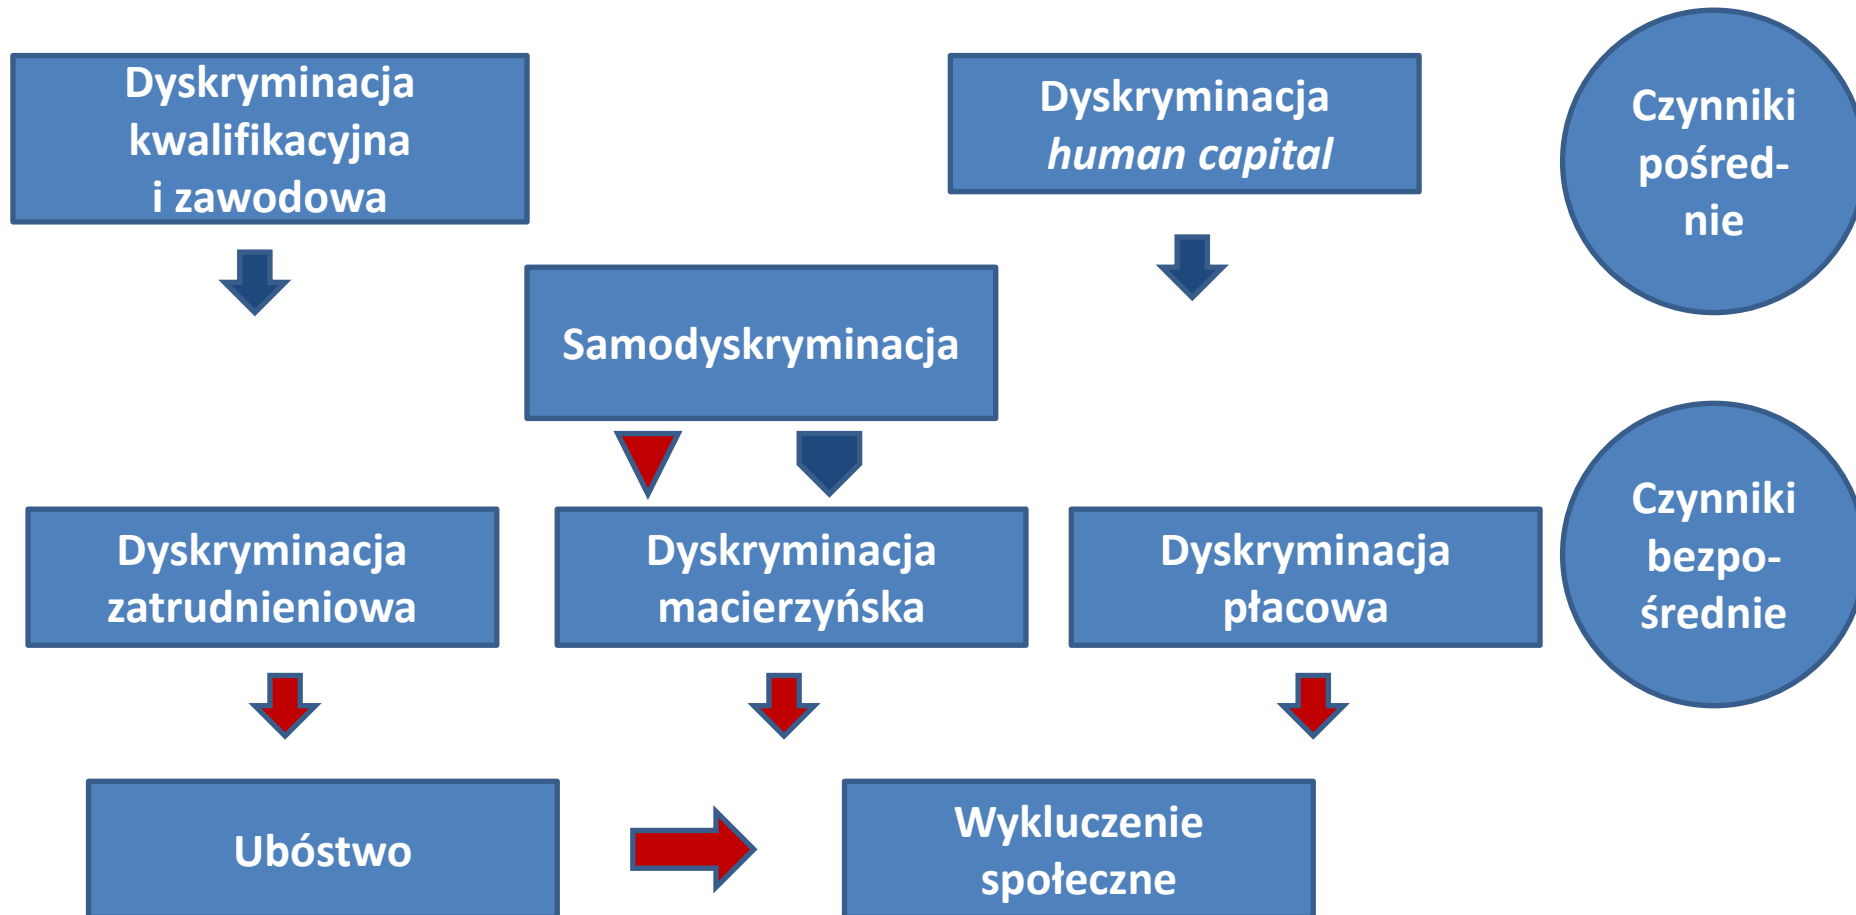 Dyskryminacja
kwalifikacyjna
i zawodowa
Dyskryminacja
human capital
Czynniki
pośred-
nie
Samodyskryminacja
Dyskryminacja
zatrudnieniowa
Dyskryminacja
macierzyńska
Dyskryminacja
płacowa
Czynniki
bezpo-
średnie
Ubóstwo
Wykluczenie
społeczne